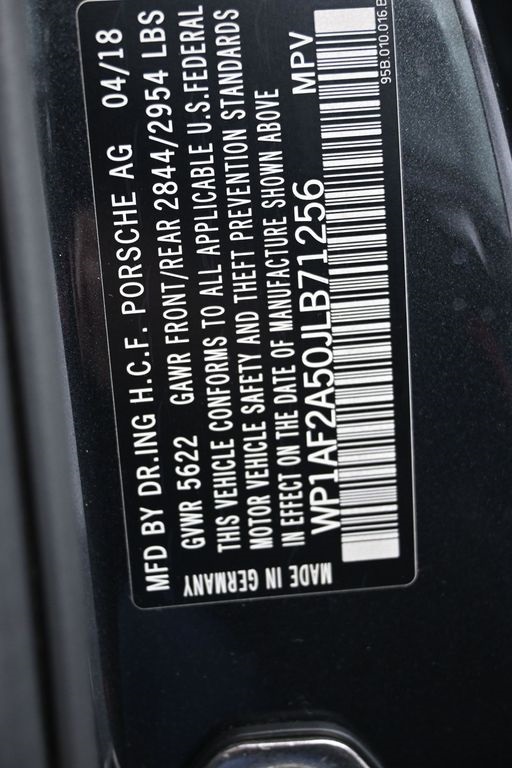 MFD BY DR.ING H.C.F. PORSCHE AG 04/18
GVWR 5622 GAWR FRONT/REAR 2844/2954 LBS
THIS VEHICLE CONFORMS TO ALL APPLICABLE U.S.FEDERAL
MOTOR VEHICLE SAFETY AND THEFT PREVENTION STANDARDS
IN EFFECT ON THE DATE OF MANUFACTURE SHOWN ABOVE
WP1AF2A50JLB71256 MPV
MADE IN GERMANY
95B.010.016.E